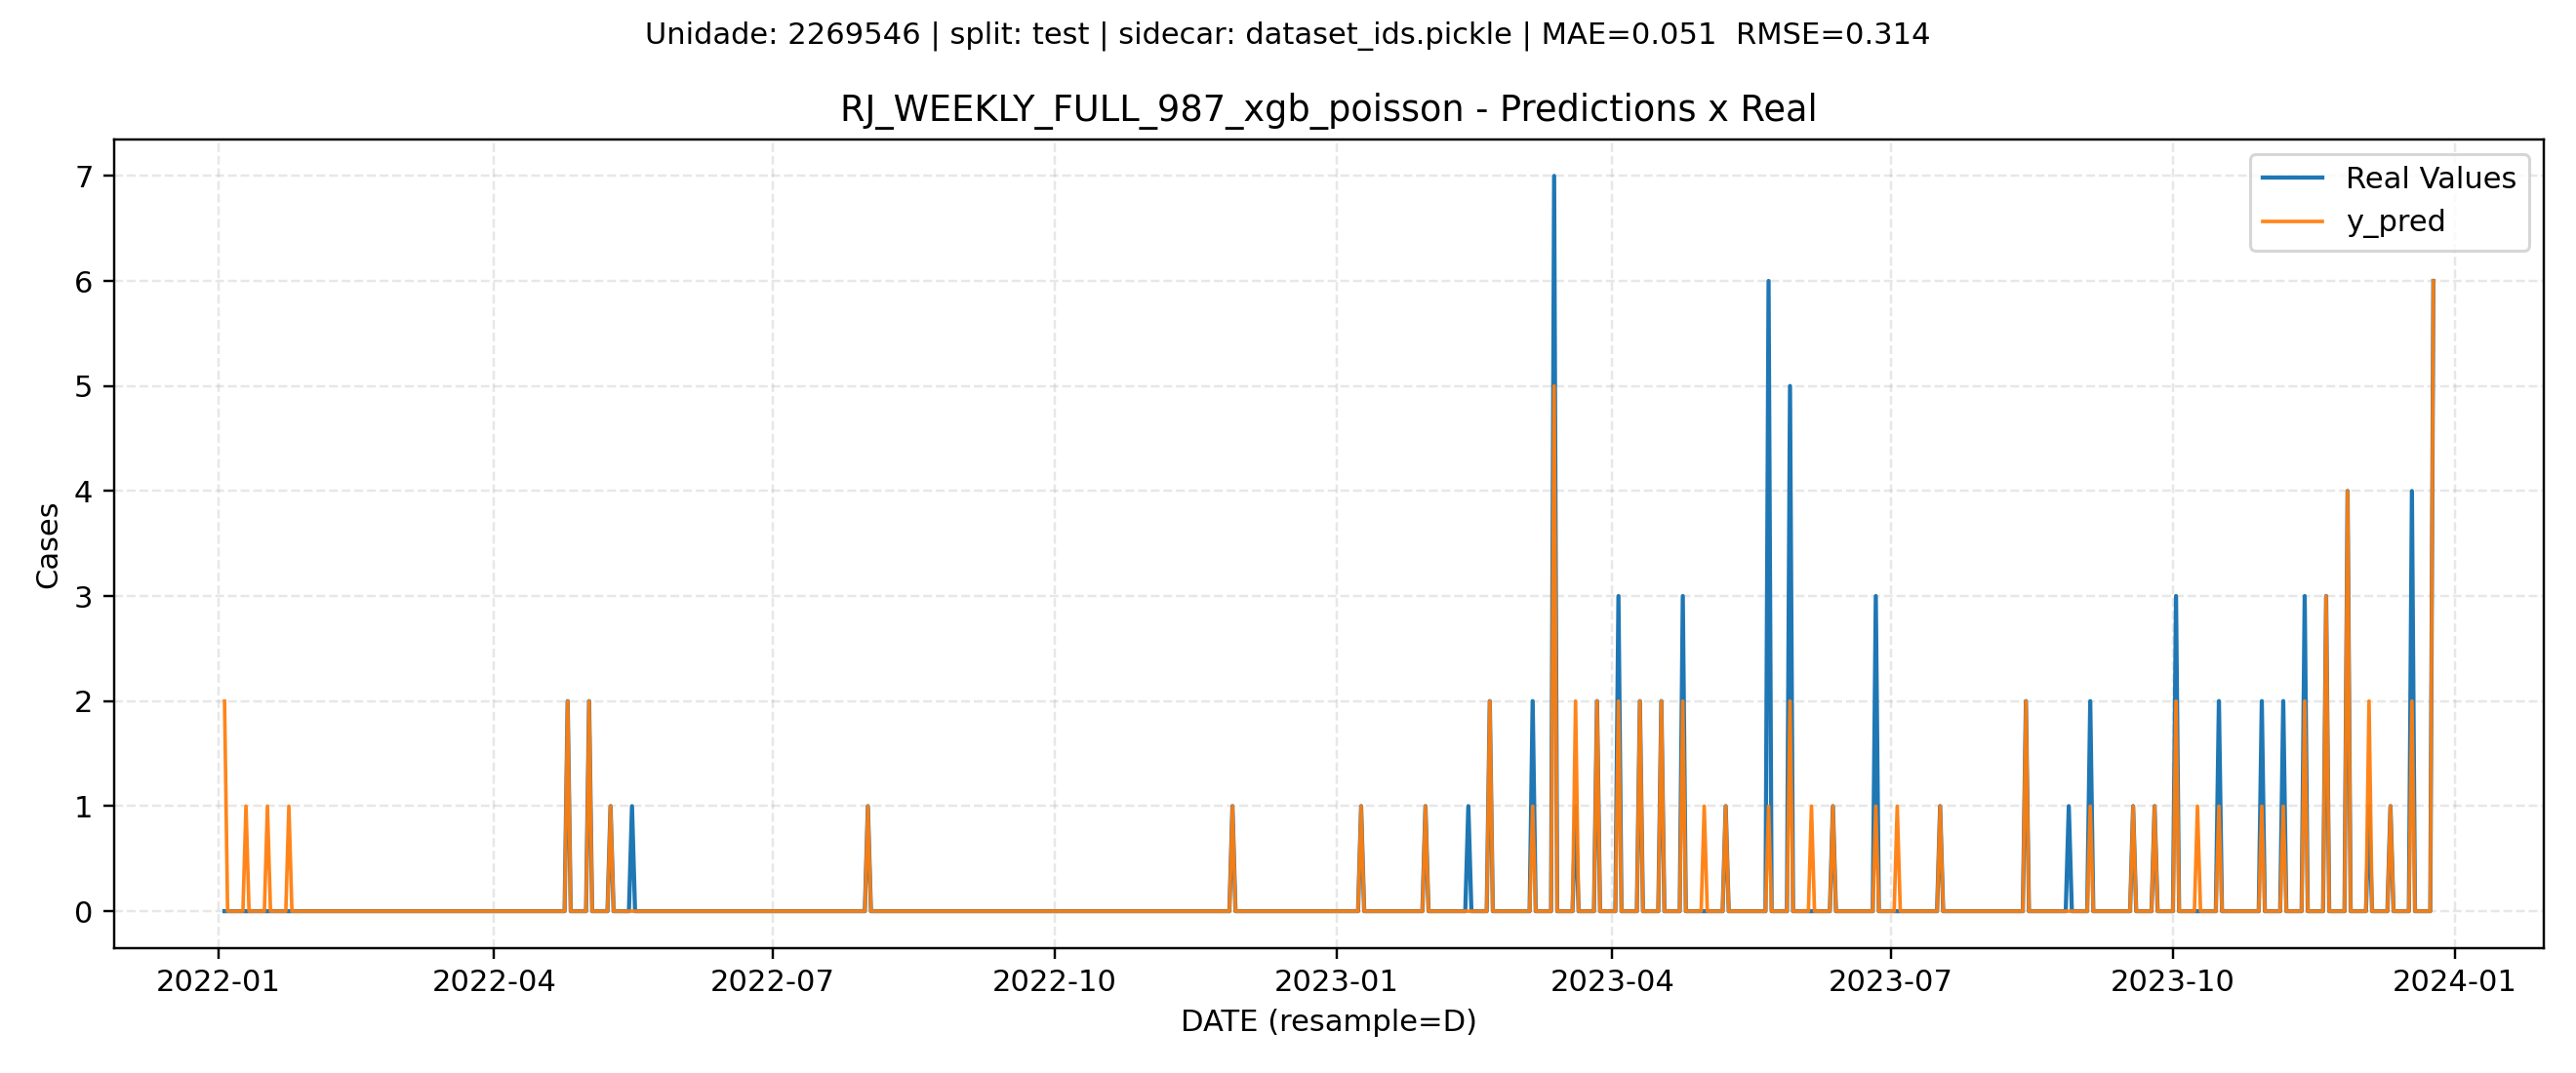 Unidade: 2269546 | split: test | sidecar: dataset_ids.pickle | MAE=0.051  RMSE=0.314
RJ_WEEKLY_FULL_987_xgb_poisson - Predictions x Real
Real Values
y_pred
7
6
5
4
3
2
1
0
Cases
2022-01
2022-04
2022-07
2022-10
2023-01
2023-04
2023-07
2023-10
2024-01
DATE (resample=D)